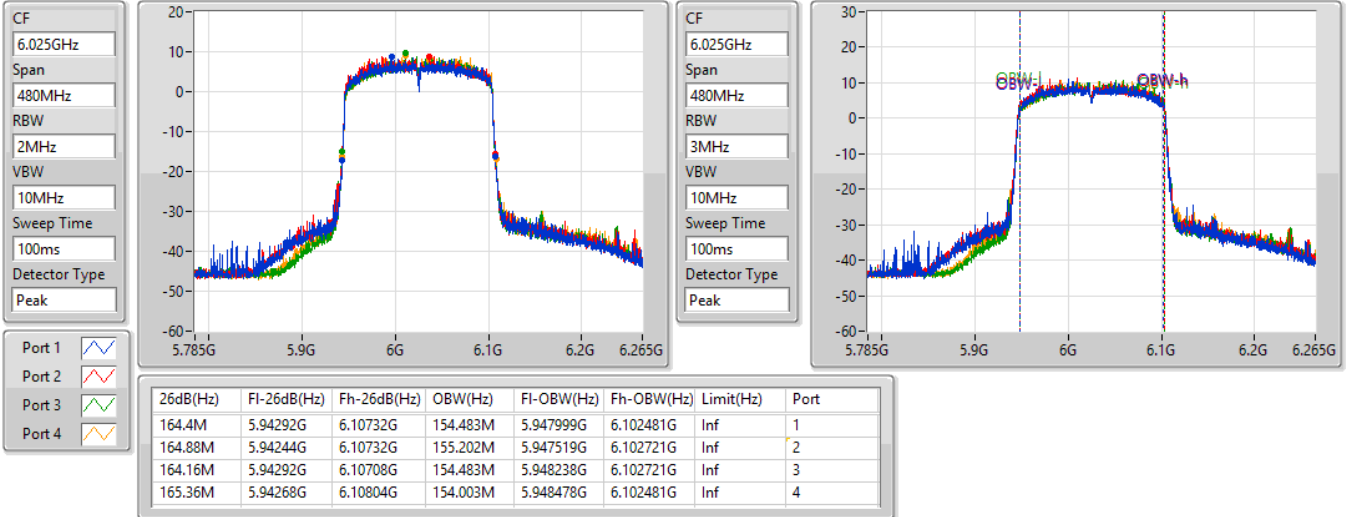 CF
6.025GHz
Span
480MHz
RBW
2MHz
VBW
10MHz
Sweep Time
100ms
Detector Type
Peak
20
10
0
-10
-20
-30
-40
-50
-60
5.785G 5.9G 6G 6.1G 6.2G 6.265G
CF
6.025GHz
Span
480MHz
RBW
3MHz
VBW
10MHz
Sweep Time
100ms
Detector Type
Peak
30
20
10
0
-10
-20
-30
-40
-50
-60
OBW-l OBW-h
5.785G 5.9G 6G 6.1G 6.2G 6.265G
Port 1
Port 2
Port 3
Port 4
26dB(Hz) Fl-26dB(Hz) Fh-26dB(Hz) OBW(Hz) Fl-OBW(Hz) Fh-OBW(Hz) Limit(Hz) Port
164.4M 5.94292G 6.10732G 154.483M 5.947999G 6.102481G Inf 1
164.88M 5.94244G 6.10732G 155.202M 5.947519G 6.102721G Inf 2
164.16M 5.94292G 6.10708G 154.483M 5.948238G 6.102721G Inf 3
165.36M 5.94268G 6.10804G 154.003M 5.948478G 6.102481G Inf 4